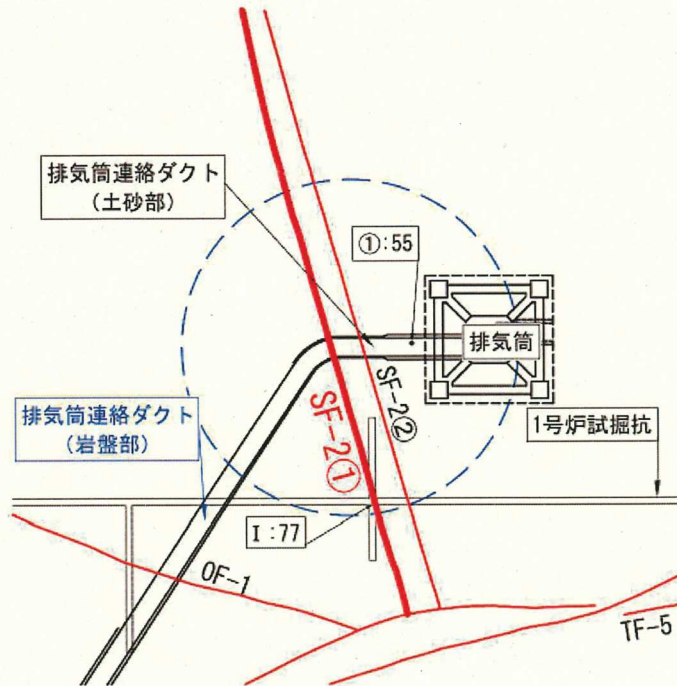 排気筒連絡ダクト
(土砂部)
①:55
排気筒
SF-2②
SF-2①
排気筒連絡ダクト
(岩盤部)
1号炉試掘抗
I:77
OF-1
TF-5